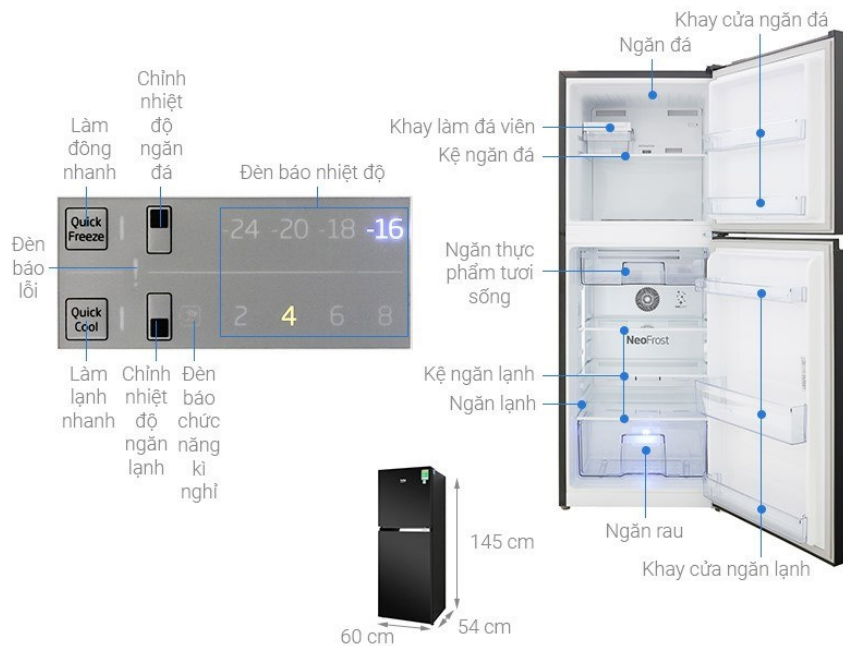 Khay cửa ngăn đá
Ngăn đá
Chỉnh
nhiệt
độ
ngăn
đá
Làm
đông
nhanh
Đèn báo nhiệt độ
Khay làm đá viên
Kệ ngăn đá
Quick
Freeze
-24 -20 -18 -16
Đèn
báo
lỗi
Ngăn thực
phẩm tươi
sống
Quick
Cool
2 4 6 8
NeoFrost
Làm
lạnh
nhanh
Chỉnh
nhiệt
độ
ngăn
lạnh
Đèn
báo
chức
năng
kì
nghỉ
Kệ ngăn lạnh
Ngăn lạnh
Ngăn rau
Khay cửa ngăn lạnh
145 cm
60 cm
54 cm